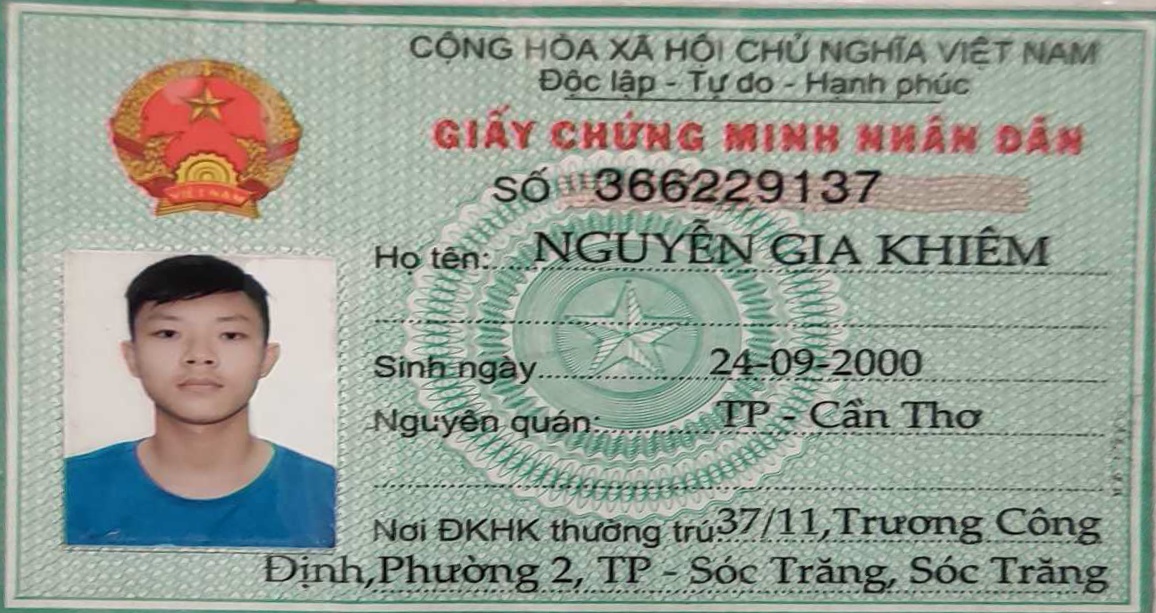 CỘNG HÒA XÃ HỘI CHỦ NGHĨA VIỆT NAM
Độc lập - Tự do - Hạnh phúc
GIẤY CHỨNG MINH NHÂN DÂN
SỐ 366229137
VIỆT NAM
Họ tên: NGUYỄN GIA KHIÊM
Sinh ngày 24-09-2000
Nguyên quán: TP - Cần Thơ
Nơi ĐKHK thường trú: 37/11, Trương Công
Định, Phường 2, TP - Sóc Trăng, Sóc Trăng